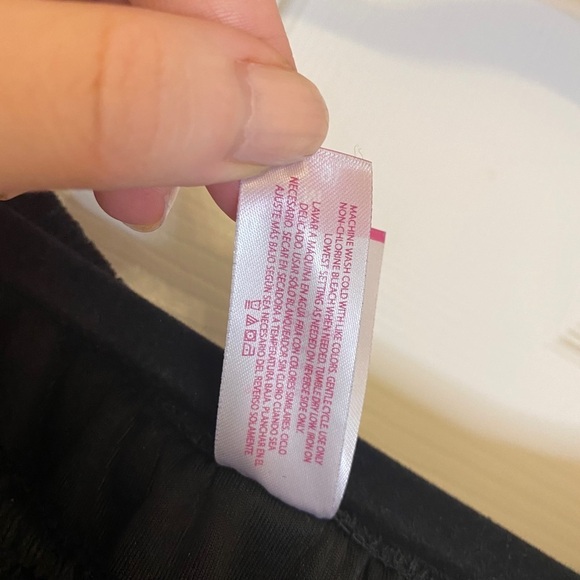 MACHINE WASH COLD WITH LIKE COLORS· GENTLE CYCLE. USE ONLY
NON-CHLORINE BLEACH WHEN NEEDED. TUMBLE DRY LOW. IRON ON
LOWEST SETTING AS NEEDED ON REVERSE SIDE ONLY.
LAVAR A MÁQUINA EN AGUA FRÍA CON COLORES SIMILARES. CICLO
DELICADO. USAR SÓLO BLANQUEADOR SIN CLORO CUANDO SEA
NECESARIO. SECAR EN SECADORA A TEMPERATURA BAJA. PLANCHAR EN EL
AJUSTE MÁS BAJO SEGÚN SEA NECESARIO DEL REVERSO SOLAMENTE.